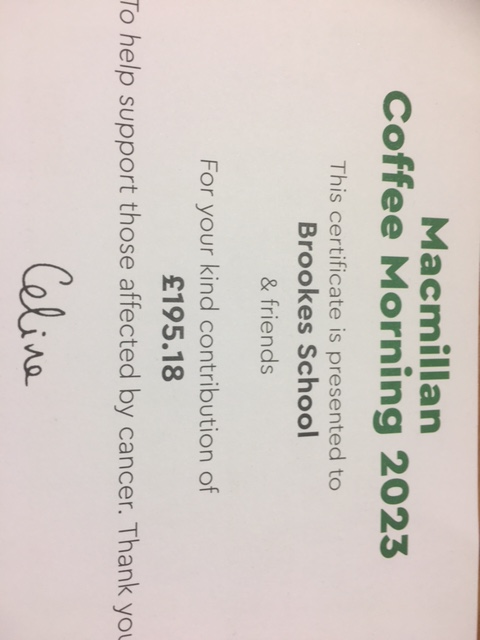 Macmillan
Coffee Morning 2023
This certificate is presented to
Brookes School
& friends
For your kind contribution of
£195.18
To help support those affected by cancer. Thank you
Celine